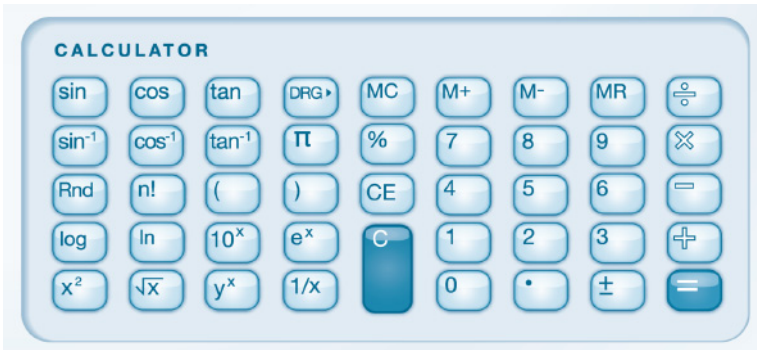 CALCULATOR
sin cos tan DRG▸ MC M+ M- MR ÷
sin⁻¹ cos⁻¹ tan⁻¹ π % 7 8 9 ×
Rnd n! ( ) CE 4 5 6 −
log ln 10ˣ eˣ C 1 2 3 +
x² √x yˣ 1/x 0 • ± =